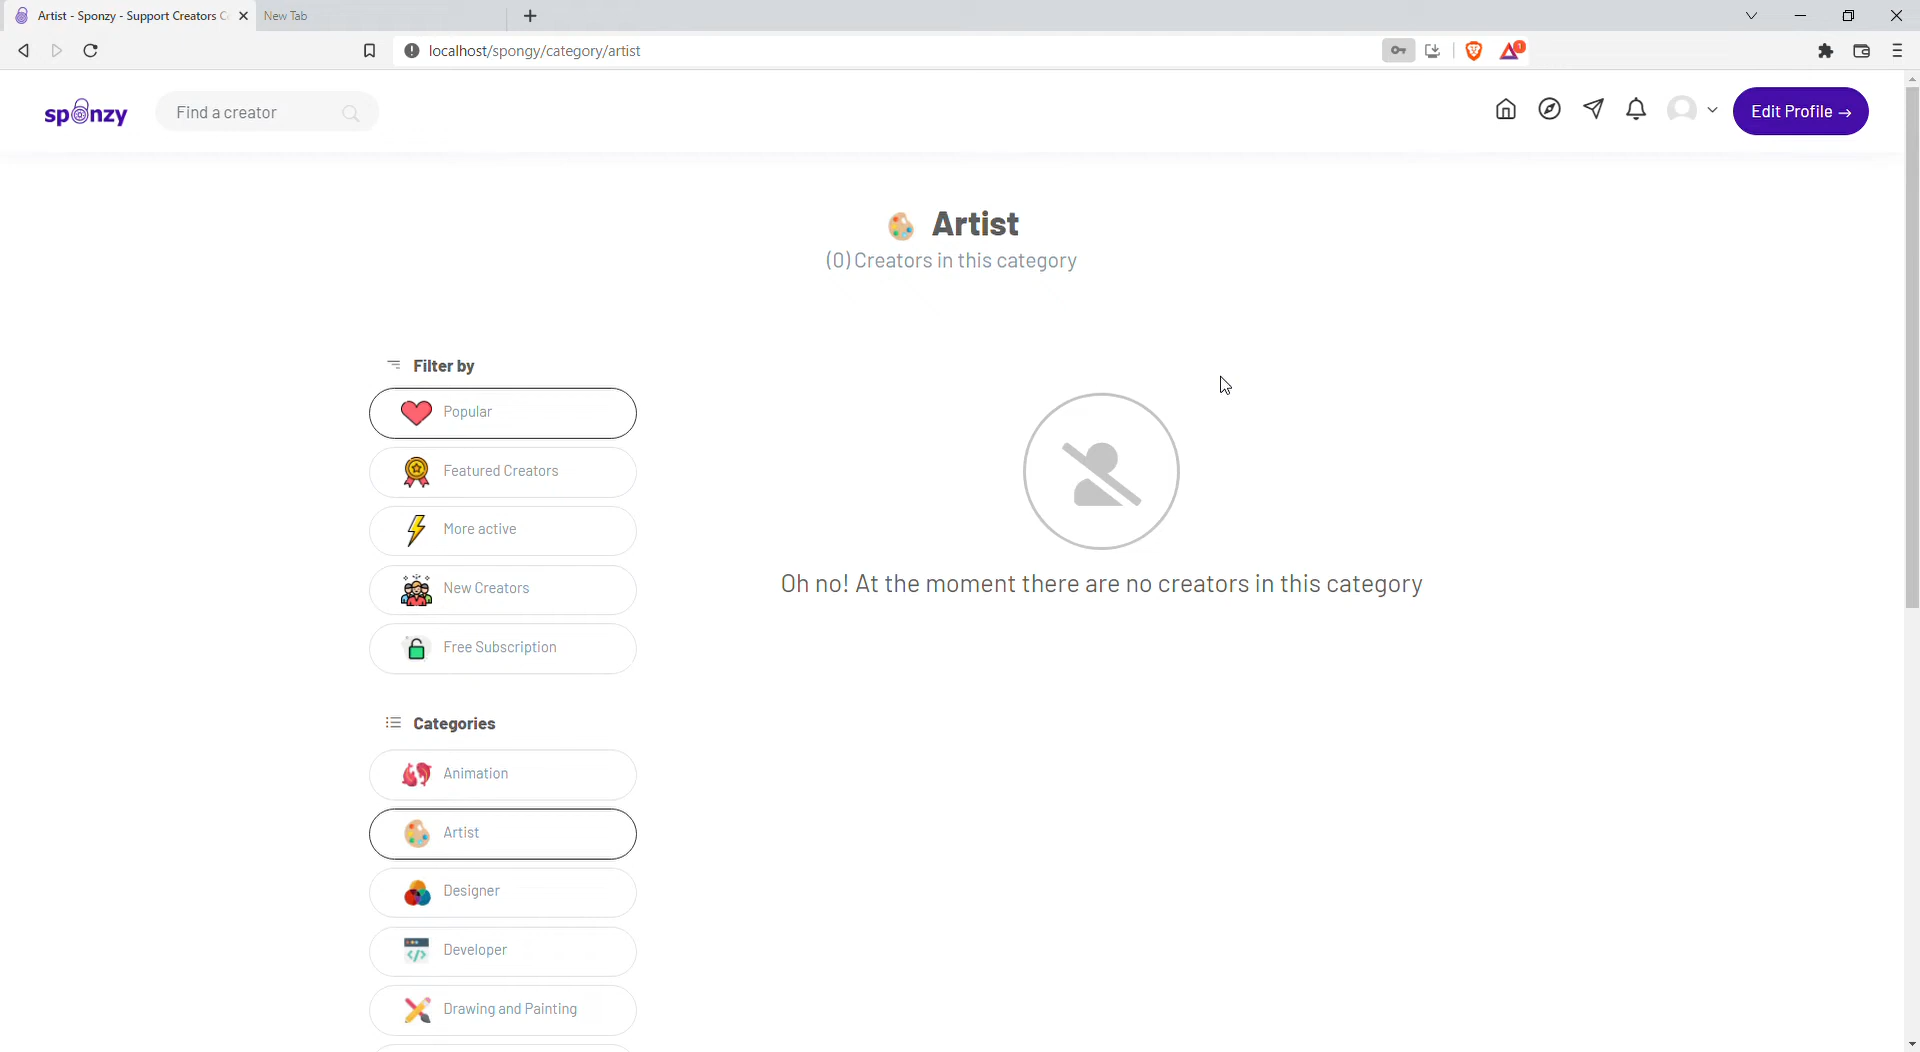 Artist - Sponzy - Support Creators
New Tab
localhost/spongy/category/artist
1
sponzy
Find a creator
Edit Profile →
Artist
(0) Creators in this category
Filter by
Popular
Featured Creators
More active
New Creators
Free Subscription
Oh no! At the moment there are no creators in this category
Categories
Animation
Artist
Designer
Developer
Drawing and Painting